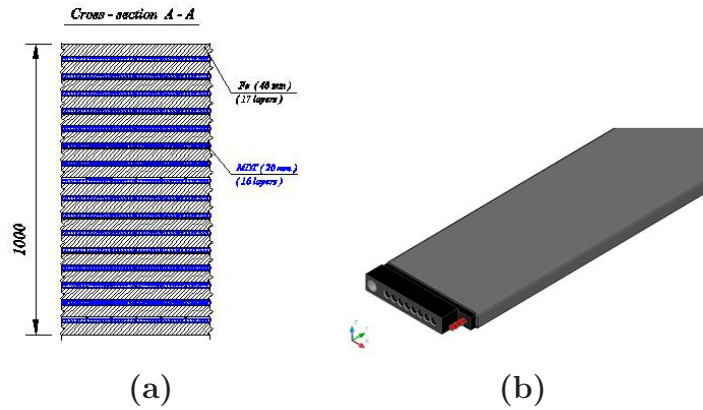 Cross - section A - A
Fe (40 mm)
(17 layers)
MDT (20 mm)
(16 layers)
1000
(a)
(b)